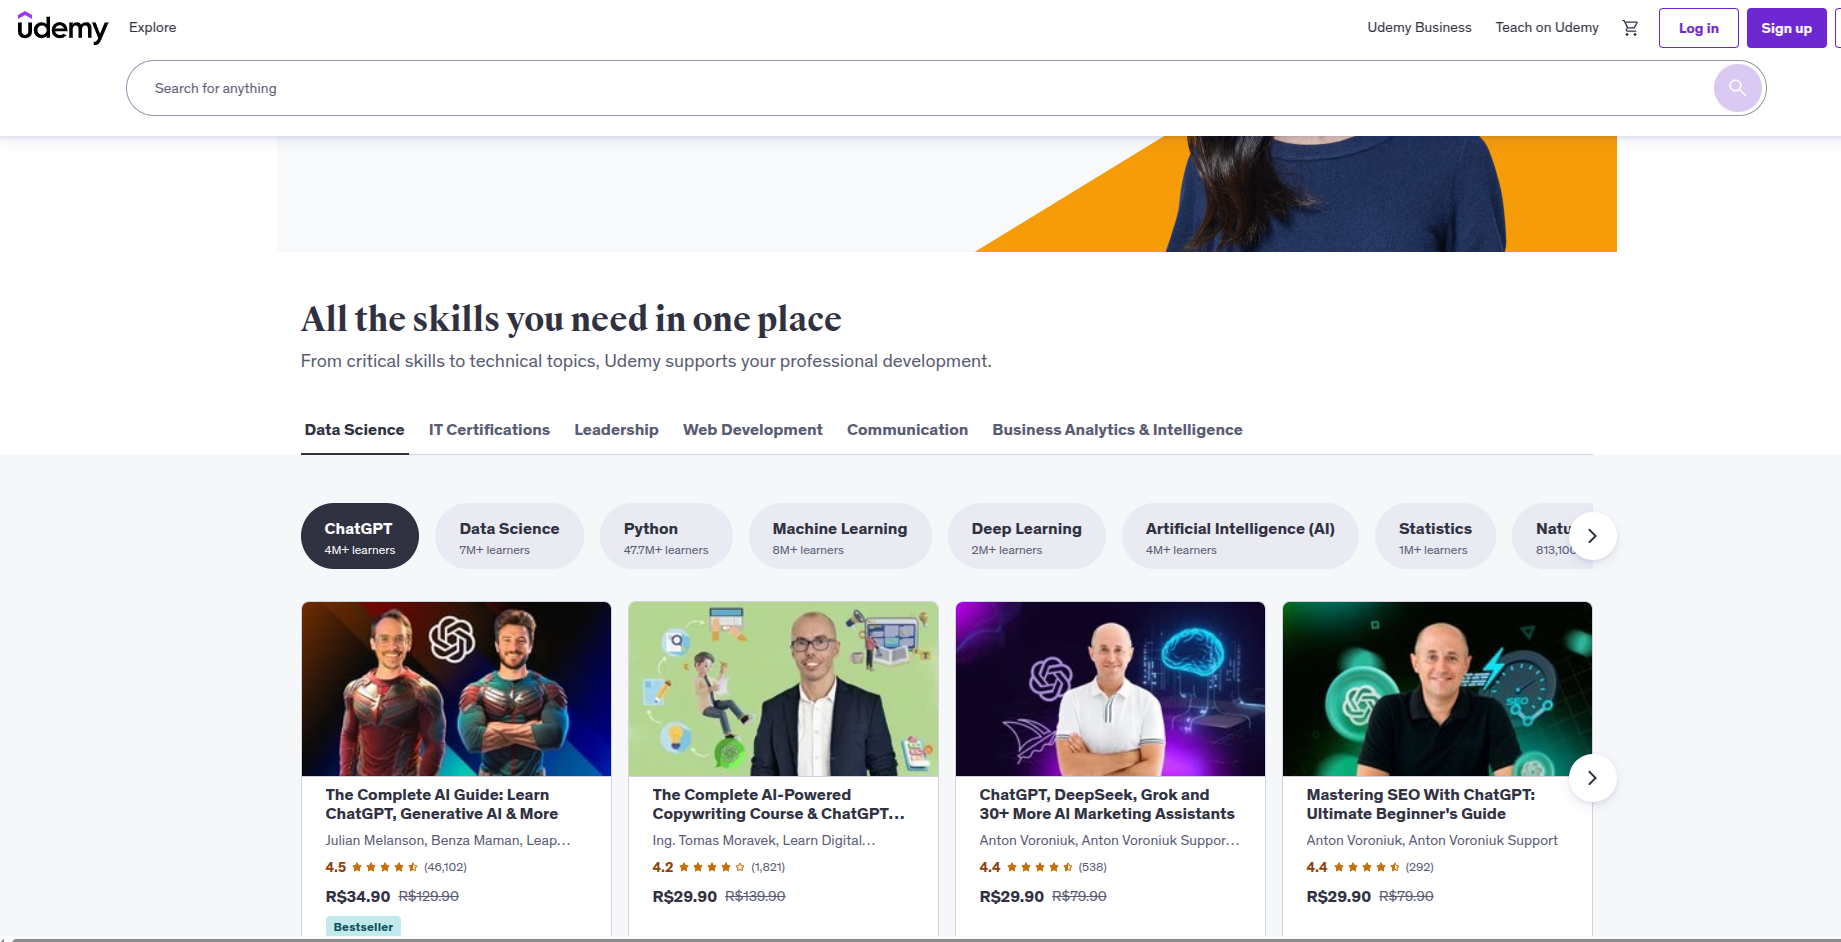 udemy
Explore
Udemy Business
Teach on Udemy
Log in
Sign up
Search for anything
All the skills you need in one place
From critical skills to technical topics, Udemy supports your professional development.
Data Science
IT Certifications
Leadership
Web Development
Communication
Business Analytics & Intelligence
ChatGPT
4M+ learners
Data Science
7M+ learners
Python
47.7M+ learners
Machine Learning
8M+ learners
Deep Learning
2M+ learners
Artificial Intelligence (AI)
4M+ learners
Statistics
1M+ learners
Natu
813,100
SEO
The Complete AI Guide: Learn
ChatGPT, Generative AI & More
Julian Melanson, Benza Maman, Leap...
4.5 (46,102)
R$34.90 R$129.90
Bestseller
The Complete AI-Powered
Copywriting Course & ChatGPT...
Ing. Tomas Moravek, Learn Digital...
4.2 (1,821)
R$29.90 R$139.90
ChatGPT, DeepSeek, Grok and
30+ More AI Marketing Assistants
Anton Voroniuk, Anton Voroniuk Suppor...
4.4 (538)
R$29.90 R$79.90
Mastering SEO With ChatGPT:
Ultimate Beginner's Guide
Anton Voroniuk, Anton Voroniuk Support
4.4 (292)
R$29.90 R$79.90